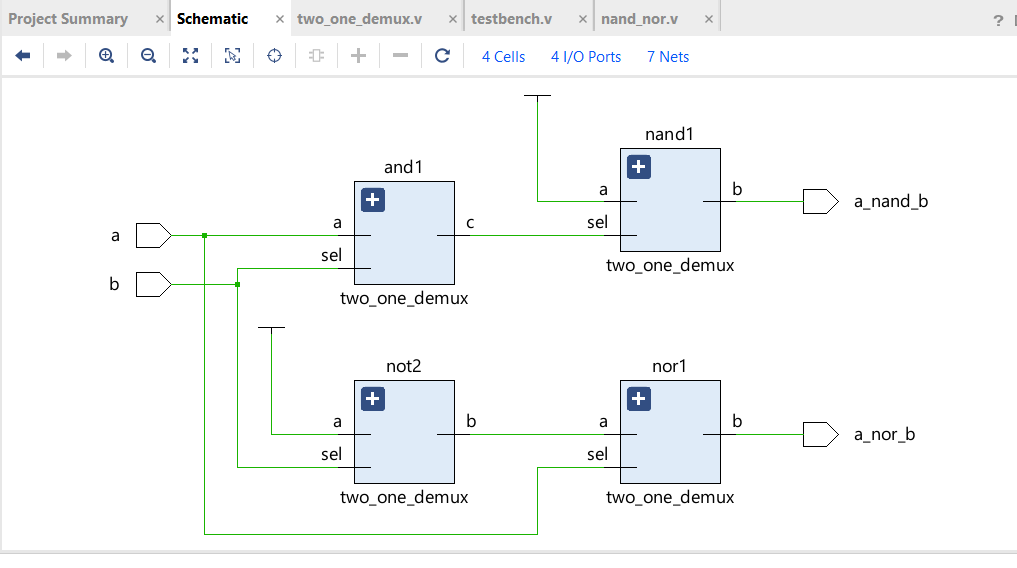 Project Summary × Schematic × two_one_demux.v × testbench.v × nand_nor.v × ?
4 Cells 4 I/O Ports 7 Nets
nand1
and1
a b a_nand_b
a c sel
a
sel two_one_demux
b
two_one_demux
not2 nor1
a b a b a_nor_b
sel sel
two_one_demux two_one_demux